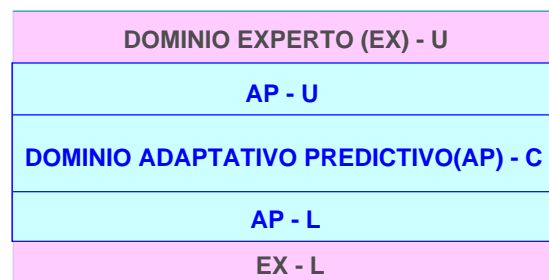 DOMINIO EXPERTO (EX) - U
AP - U
DOMINIO ADAPTATIVO PREDICTIVO(AP) - C
AP - L
EX - L